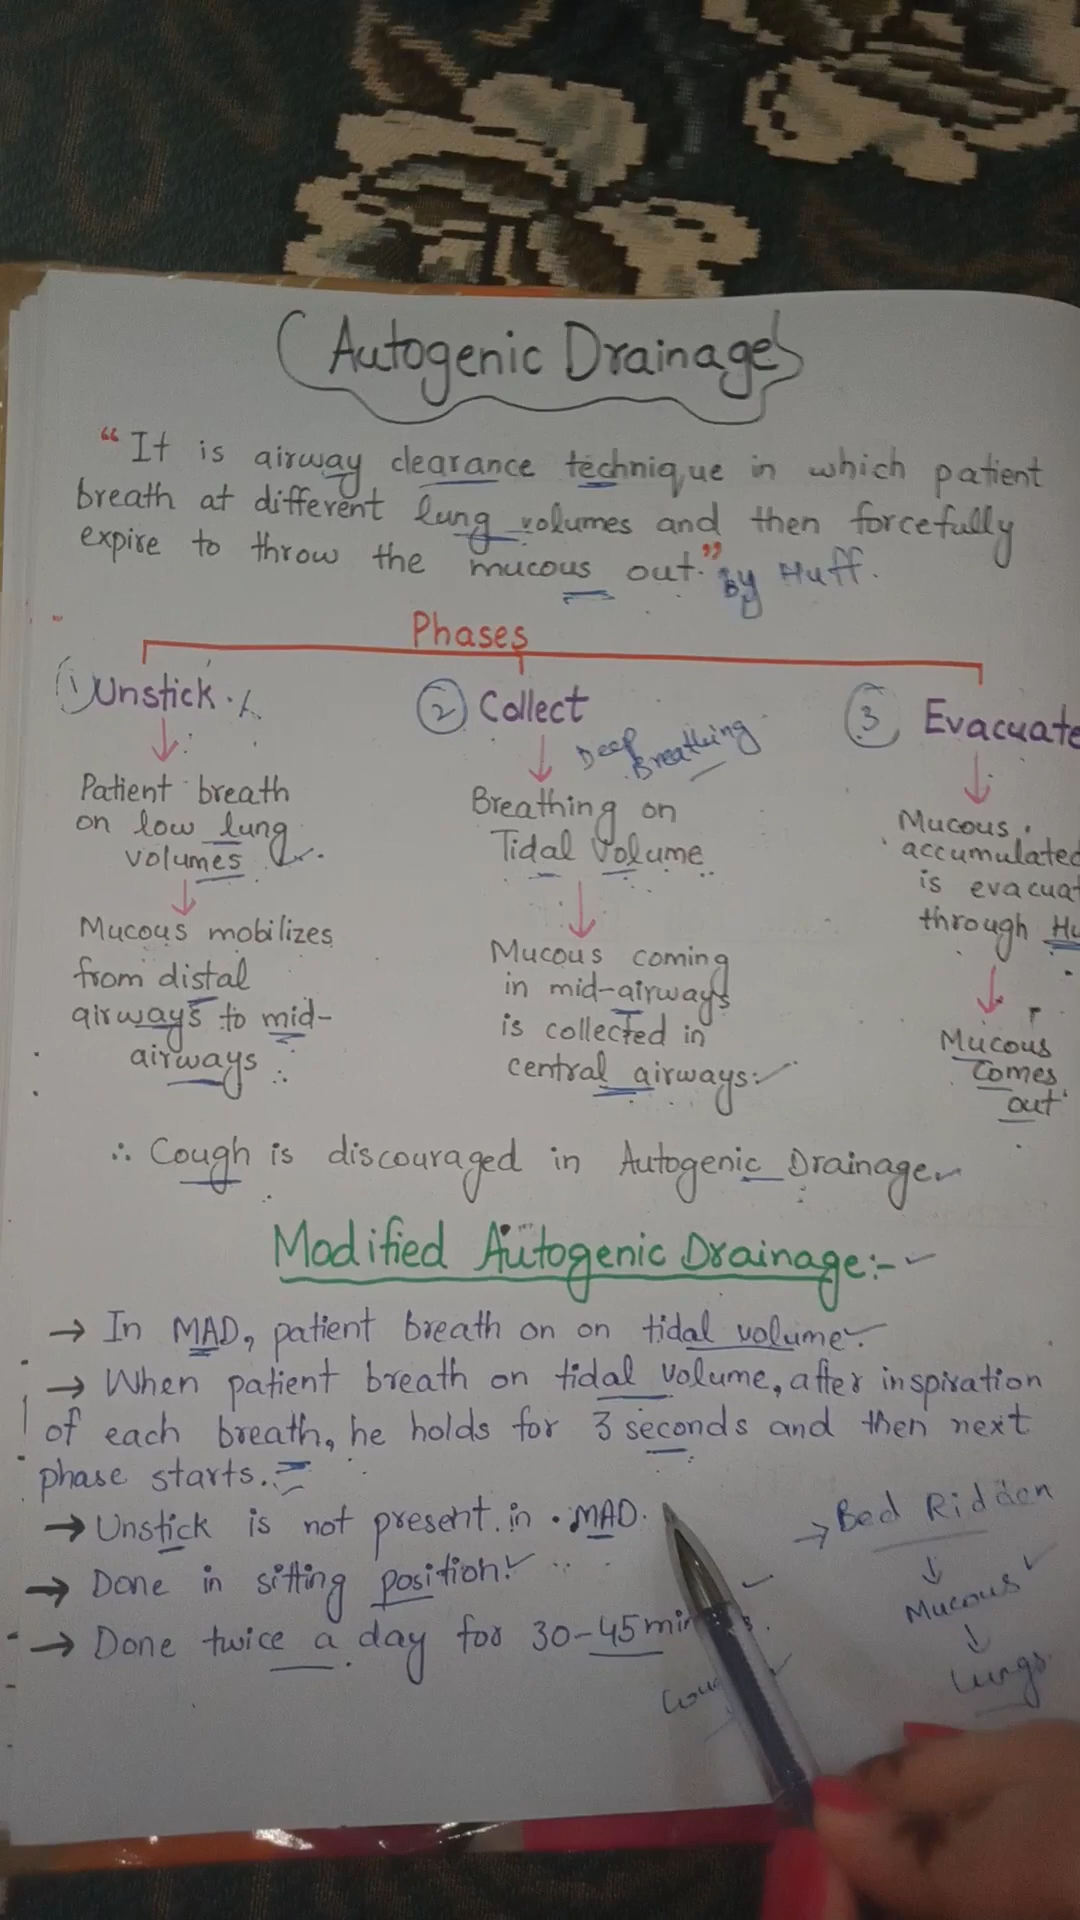 Autogenic Drainage
"It is airway clearance technique in which patient
breath at different lung volumes and then forcefully
expire to throw the mucous out." By Huff.
Phases
① Unstick
Patient breath
on low lung
volumes
Mucous mobilizes
from distal
airways to mid-
airways
② Collect
Deep
Breathing
Breathing on
Tidal Volume
Mucous coming
in mid-airways
is collected in
central airways.
③ Evacuate
Mucous
accumulated
is evacuat
through Hu
Mucous
comes
out
∴ Cough is discouraged in Autogenic Drainage
Modified Autogenic Drainage:-
→ In MAD, patient breath on on tidal volume.
→ When patient breath on tidal volume, after inspiration
of each breath, he holds for 3 seconds and then next
phase starts.
→ Unstick is not present in MAD.
→ Done in sitting position.
→ Done twice a day for 30-45 min
→ Bed Ridden
Mucous
Lungs